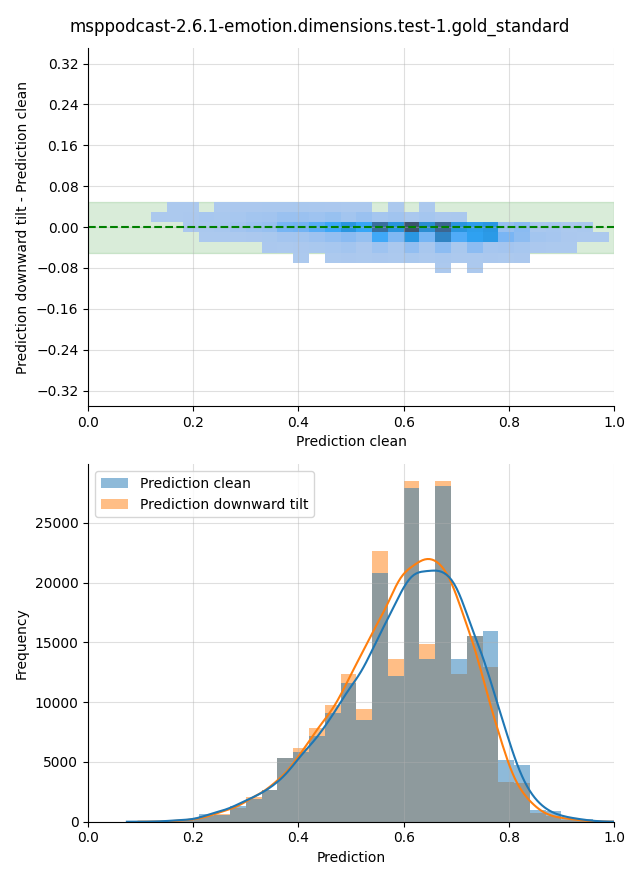 msppodcast-2.6.1-emotion.dimensions.test-1.gold_standard
0.32
0.24
0.16
0.08
0.00
−0.08
−0.16
−0.24
−0.32
Prediction downward tilt - Prediction clean
0.0 0.2 0.4 0.6 0.8 1.0
Prediction clean
Prediction clean
Prediction downward tilt
25000
20000
15000
10000
5000
0
Frequency
0.0 0.2 0.4 0.6 0.8 1.0
Prediction